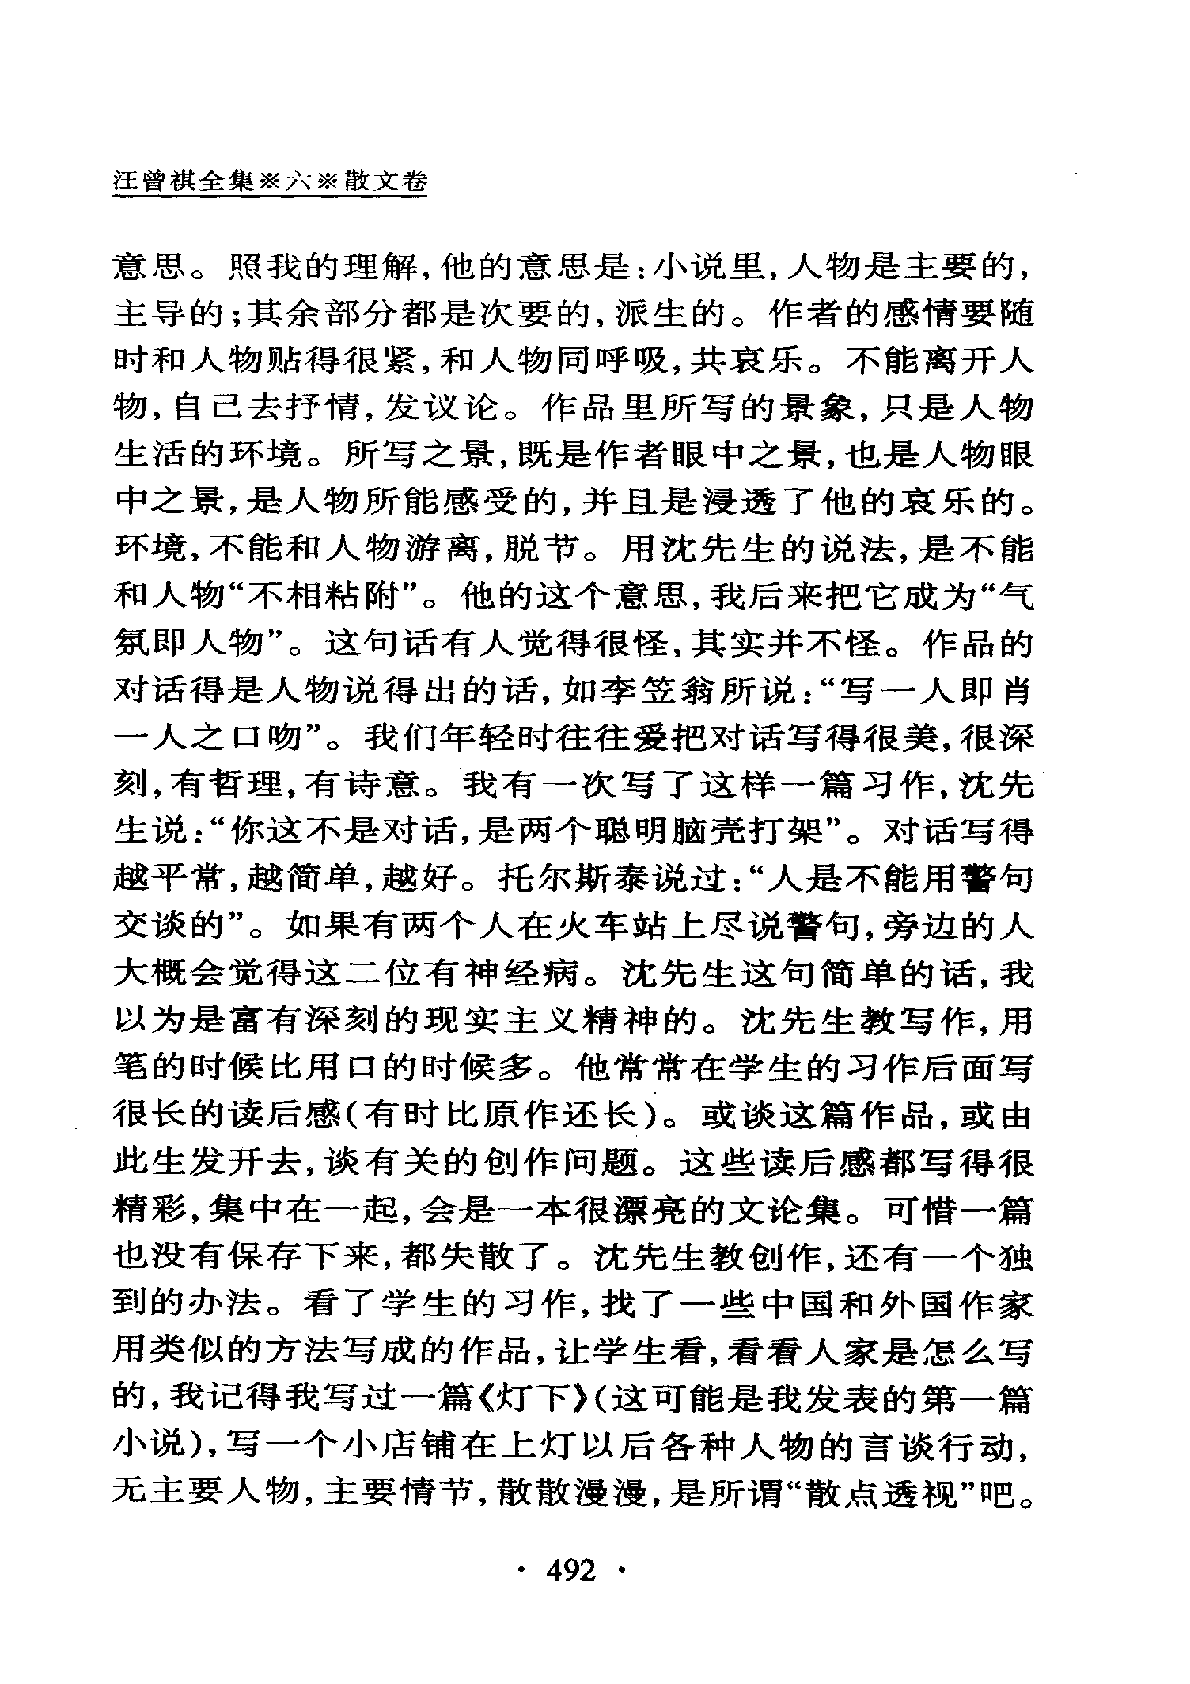 汪曾祺全集※六※散文卷
意思。照我的理解,他的意思是:小说里,人物是主要的,
主导的;其余部分都是次要的,派生的。作者的感情要随
时和人物贴得很紧,和人物同呼吸,共哀乐。不能离开人
物,自己去抒情,发议论。作品里所写的景象,只是人物
生活的环境。所写之景,既是作者眼中之景,也是人物眼
中之景,是人物所能感受的,并且是浸透了他的哀乐的。
环境,不能和人物游离,脱节。用沈先生的说法,是不能
和人物“不相粘附”。他的这个意思,我后来把它成为“气
氛即人物”。这句话有人觉得很怪,其实并不怪。作品的
对话得是人物说得出的话,如李笠翁所说:“写一人即肖
一人之口吻”。我们年轻时往往爱把对话写得很美,很深
刻,有哲理,有诗意。我有一次写了这样一篇习作,沈先
生说:“你这不是对话,是两个聪明脑壳打架”。对话写得
越平常,越简单,越好。托尔斯泰说过:“人是不能用警句
交谈的”。如果有两个人在火车站上尽说警句,旁边的人
大概会觉得这二位有神经病。沈先生这句简单的话,我
以为是富有深刻的现实主义精神的。沈先生教写作,用
笔的时候比用口的时候多。他常常在学生的习作后面写
很长的读后感(有时比原作还长)。或谈这篇作品,或由
此生发开去,谈有关的创作问题。这些读后感都写得很
精彩,集中在一起,会是一本很漂亮的文论集。可惜一篇
也没有保存下来,都失散了。沈先生教创作,还有一个独
到的办法。看了学生的习作,找了一些中国和外国作家
用类似的方法写成的作品,让学生看,看看人家是怎么写
的,我记得我写过一篇《灯下》(这可能是我发表的第一篇
小说),写一个小店铺在上灯以后各种人物的言谈行动,
无主要人物,主要情节,散散漫漫,是所谓“散点透视”吧。
· 492 ·